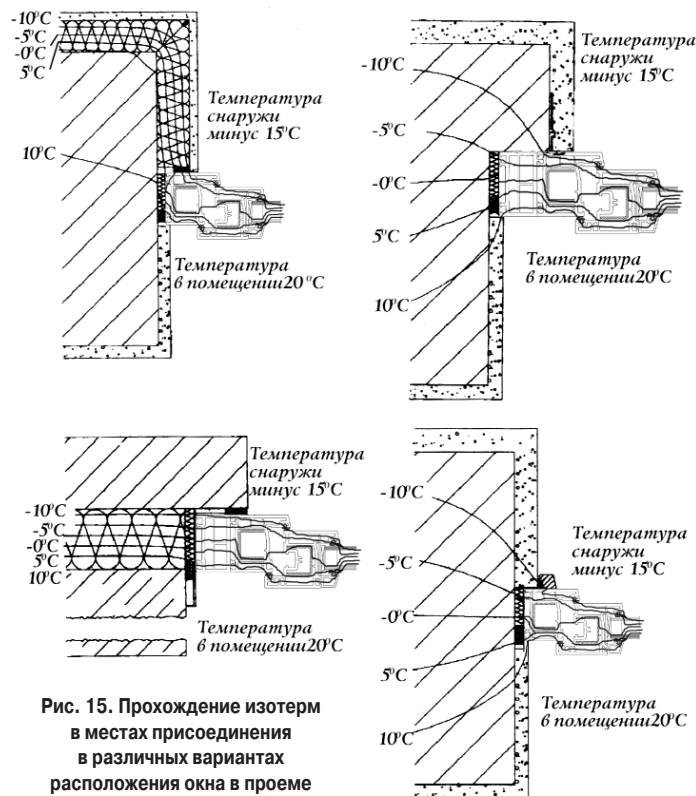 -10°C
-5°C
-0°C
5°C
10°C
Температура
снаружи
минус 15°С
Температура
в помещении20 °С
-10°C
-5°C
-0°C
5°C
10°C
Температура
снаружи
минус 15°С
Температура
в помещении20°С
-10°C
-5°C
-0°C
5°C
10°C
Температура
снаружи
минус 15°С
Температура
в помещении20°С
-10°C
-5°C
-0°C
5°C
10°C
Температура
снаружи
минус 15°С
Температура
в помещении20°С
Рис. 15. Прохождение изотерм
в местах присоединения
в различных вариантах
расположения окна в проеме